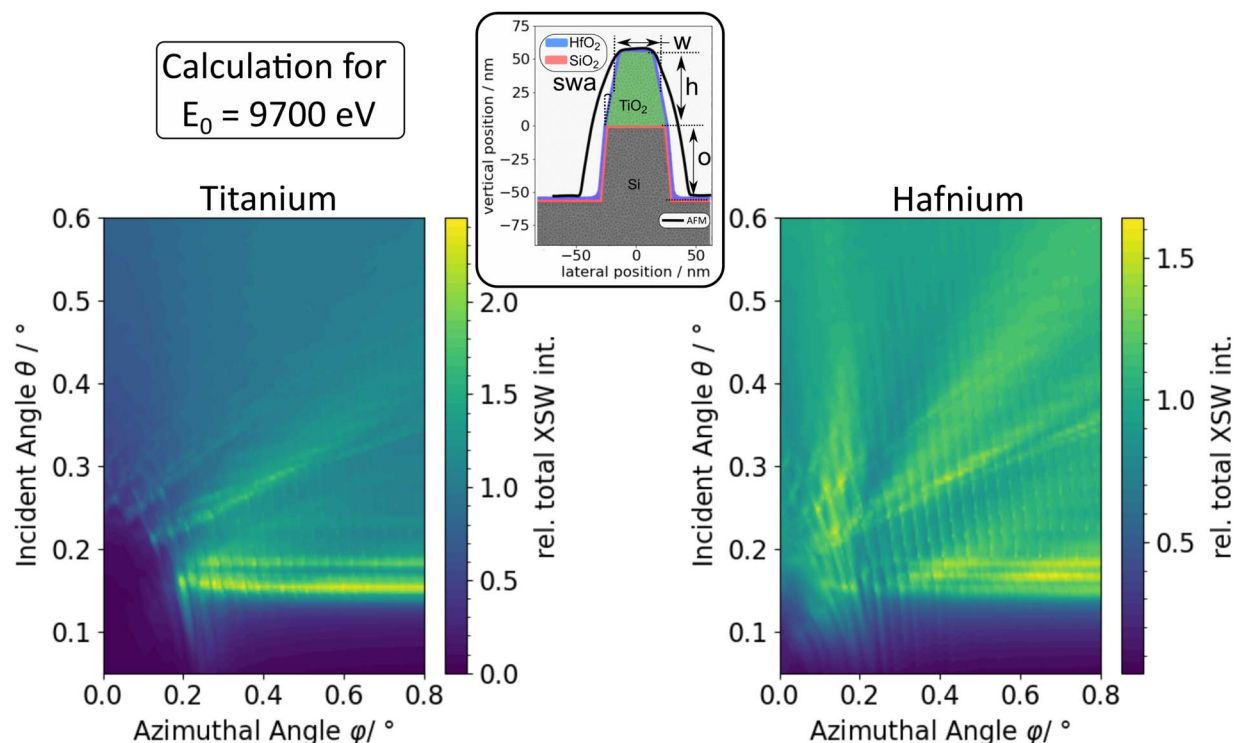 Calculation for
E₀ = 9700 eV
75
50
25
0
−25
−50
−75
vertical position / nm
HfO₂
SiO₂
swa
w
h
o
TiO₂
Si
AFM
−50
0
50
lateral position / nm
Titanium
0.6
0.5
0.4
0.3
0.2
0.1
Incident Angle θ / °
0.0
0.2
0.4
0.6
0.8
Azimuthal Angle φ/ °
2.0
1.5
1.0
0.5
0.0
rel. total XSW int.
Hafnium
0.6
0.5
0.4
0.3
0.2
0.1
Incident Angle θ / °
0.0
0.2
0.4
0.6
0.8
Azimuthal Angle φ/ °
1.5
1.0
0.5
rel. total XSW int.